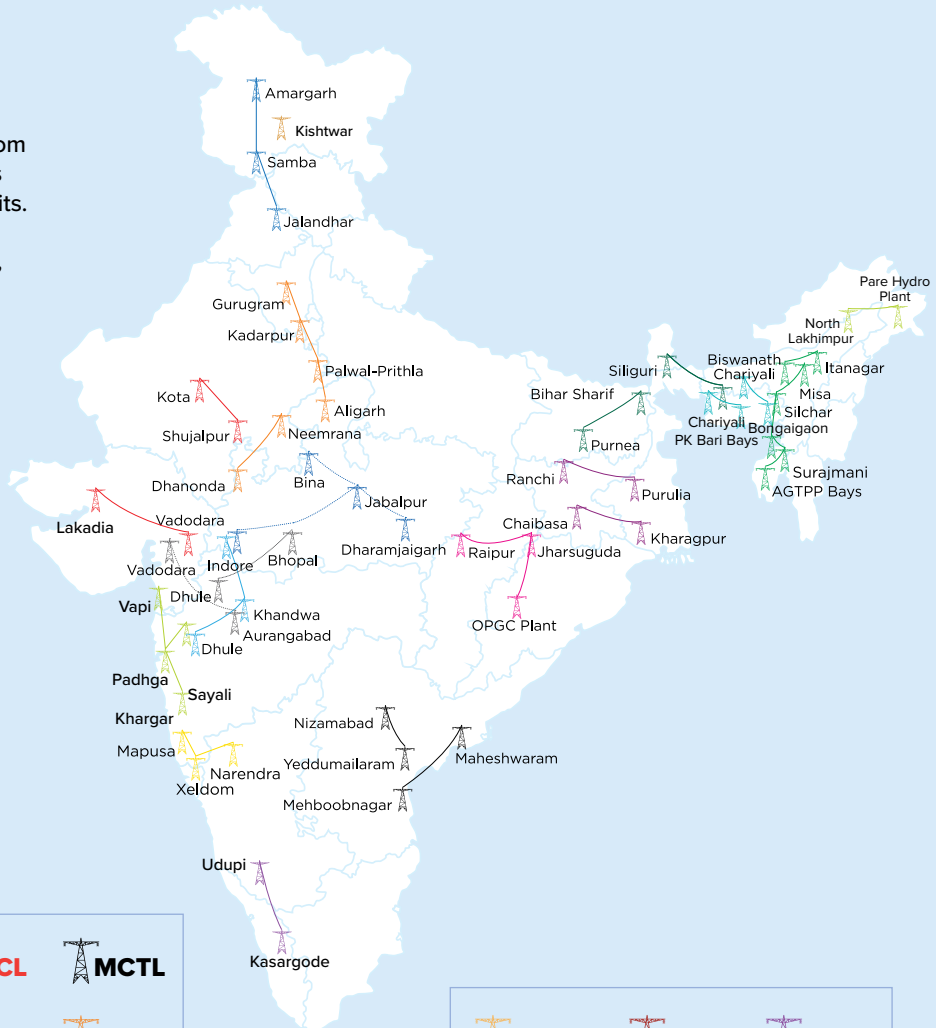 Amargarh
Kishtwar
Samba
its.
Jalandhar
Pare Hydro
Plant
Gurugram
North
Lakhimpur
Kadarpur
Biswanath
Chariyali
Siliguri
Itanagar
Palwal-Prithla
Misa
Kota
Bihar Sharif
Aligarh
Silchar
Chariyali
Bongaigaon
Shujalpur
Neemrana
Purnea
PK Bari Bays
Surajmani
Dhanonda
Bina
Ranchi
AGTPP Bays
Purulia
Jabalpur
Lakadia
Vadodara
Chaibasa
Kharagpur
Dharamjaigarh
Raipur
Jharsuguda
Vadodara
Indore
Bhopal
Dhule
Vapi
Khandwa
OPGC Plant
Aurangabad
Dhule
Padhga
Sayali
Khargar
Nizamabad
Mapusa
Maheshwaram
Yeddumailaram
Narendra
Xeldom
Mehboobnagar
Udupi
Kasargode
CL
MCTL